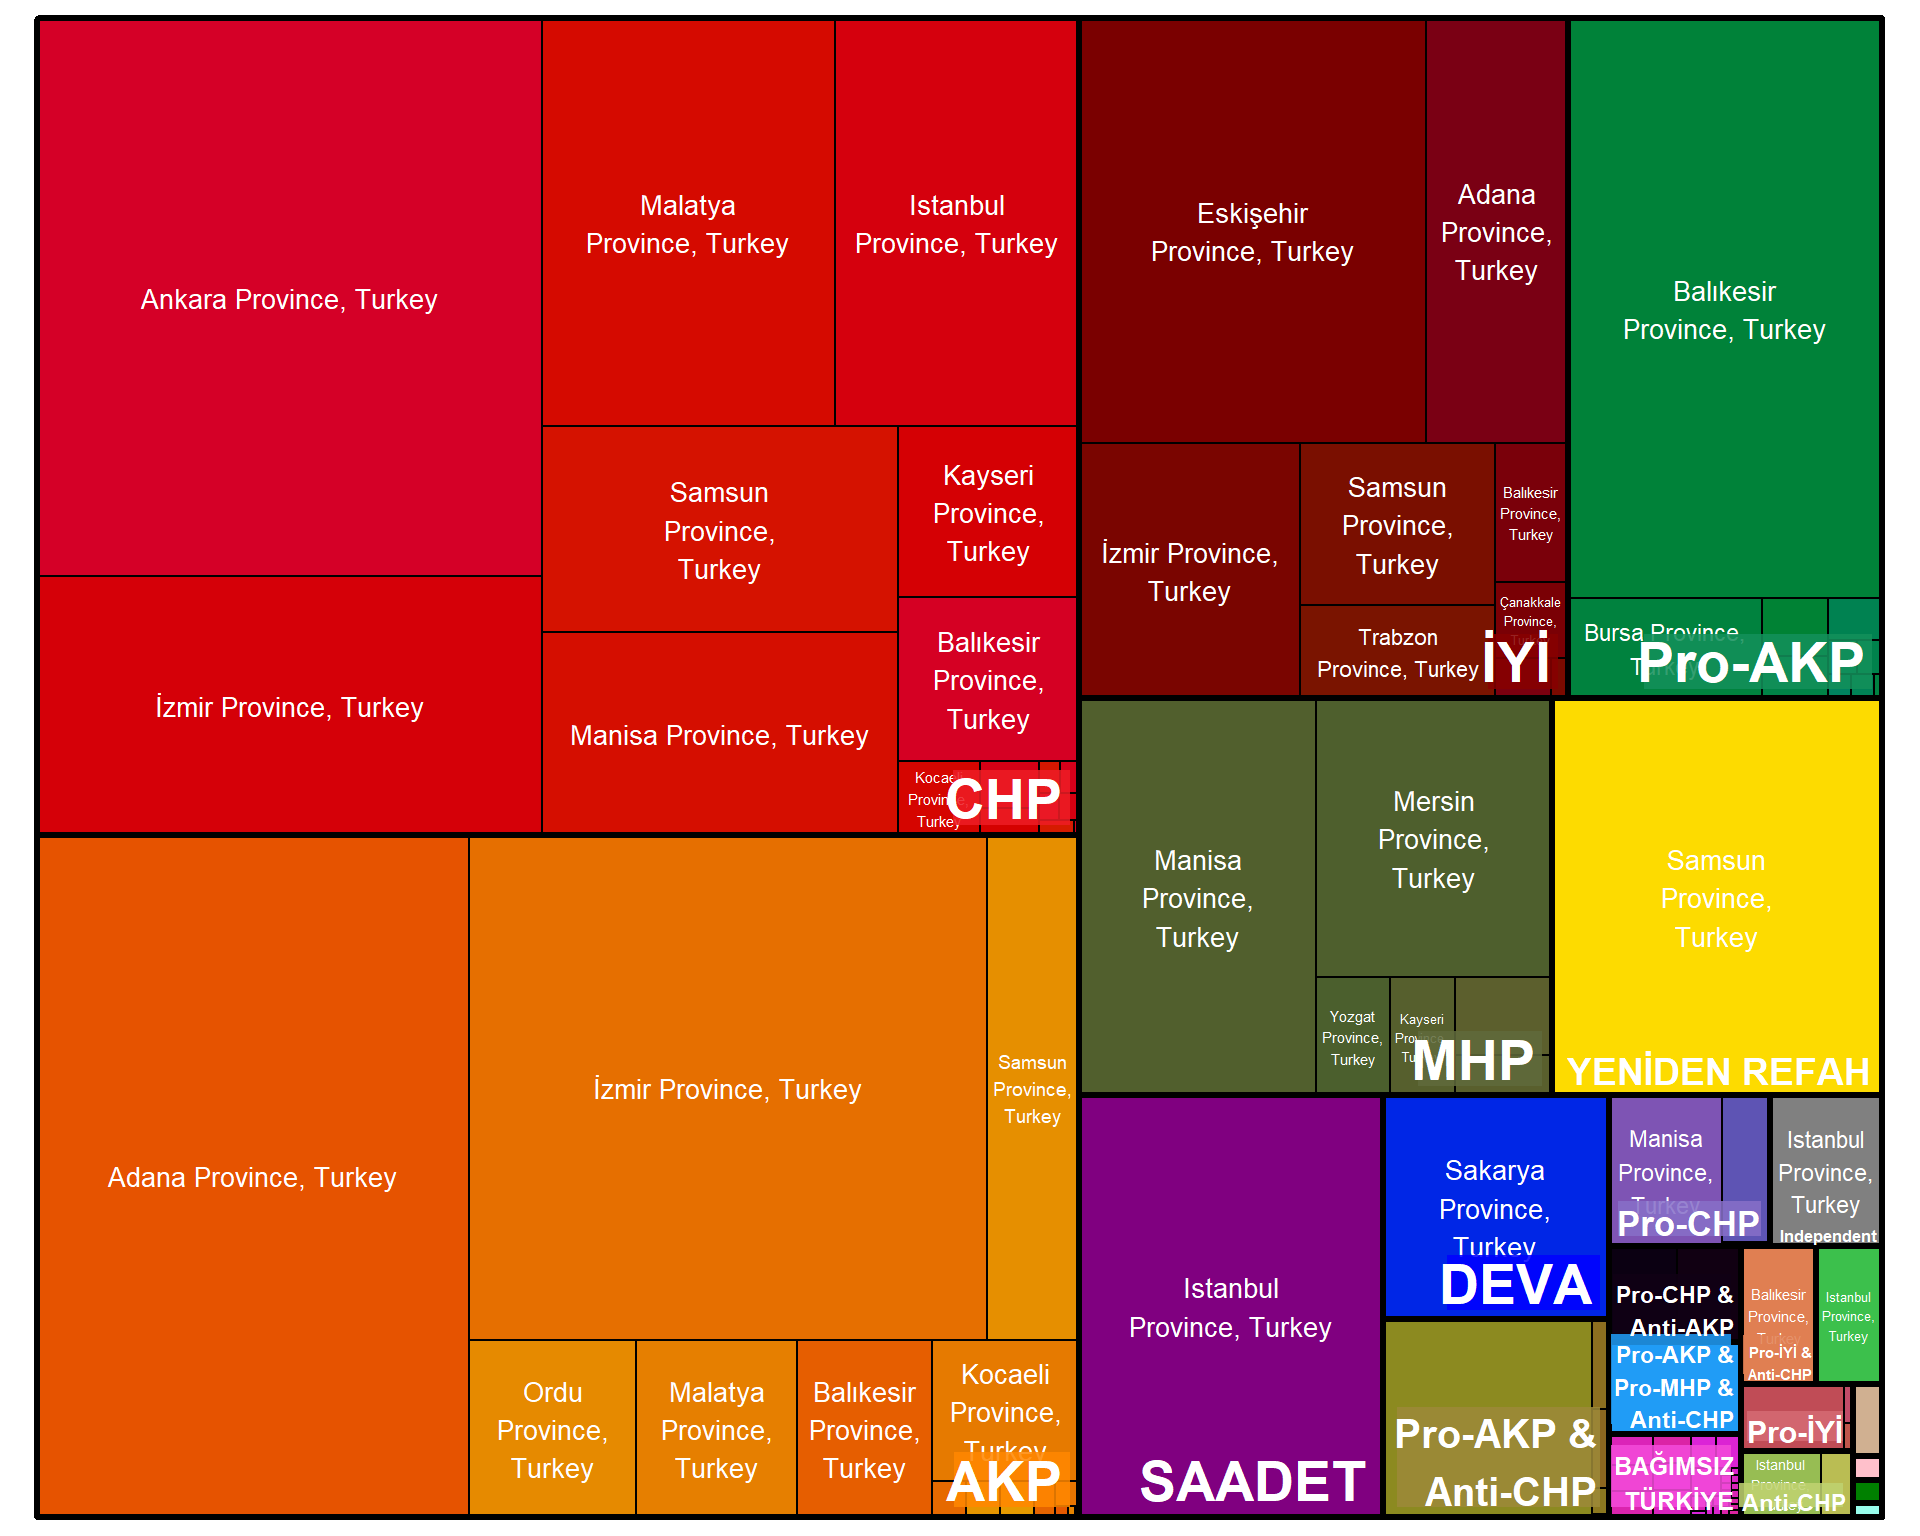 Ankara Province, Turkey
Malatya
Province, Turkey
Istanbul
Province, Turkey
İzmir Province, Turkey
Samsun
Province,
Turkey
Manisa Province, Turkey
Kayseri
Province,
Turkey
Balıkesir
Province,
Turkey
Kocaeli
Province,
Turkey
CHP
Adana Province, Turkey
İzmir Province, Turkey
Samsun
Province,
Turkey
Ordu
Province,
Turkey
Malatya
Province,
Turkey
Balıkesir
Province,
Turkey
Kocaeli
Province,
Turkey
AKP
Eskişehir
Province, Turkey
Adana
Province,
Turkey
İzmir Province,
Turkey
Samsun
Province,
Turkey
Trabzon
Province, Turkey
Balıkesir
Province,
Turkey
Çanakkale
Province,
İYİ
Balıkesir
Province, Turkey
Bursa Province,
Pro-AKP
Manisa
Province,
Turkey
Mersin
Province,
Turkey
Yozgat
Province,
Turkey
Kayseri
MHP
Samsun
Province,
Turkey
YENİDEN REFAH
Istanbul
Province, Turkey
SAADET
Sakarya
Province,
Turkey
DEVA
Pro-AKP &
Anti-CHP
Manisa
Province,
Turkey
Pro-CHP
Istanbul
Province,
Turkey
Independent
Pro-CHP &
Anti-AKP
Pro-AKP &
Pro-MHP &
Anti-CHP
BAĞIMSIZ
TÜRKİYE
Balıkesir
Province,
Turkey
Pro-İYİ &
Anti-CHP
Istanbul
Province,
Turkey
Pro-İYİ
Istanbul
Province,
Anti-CHP